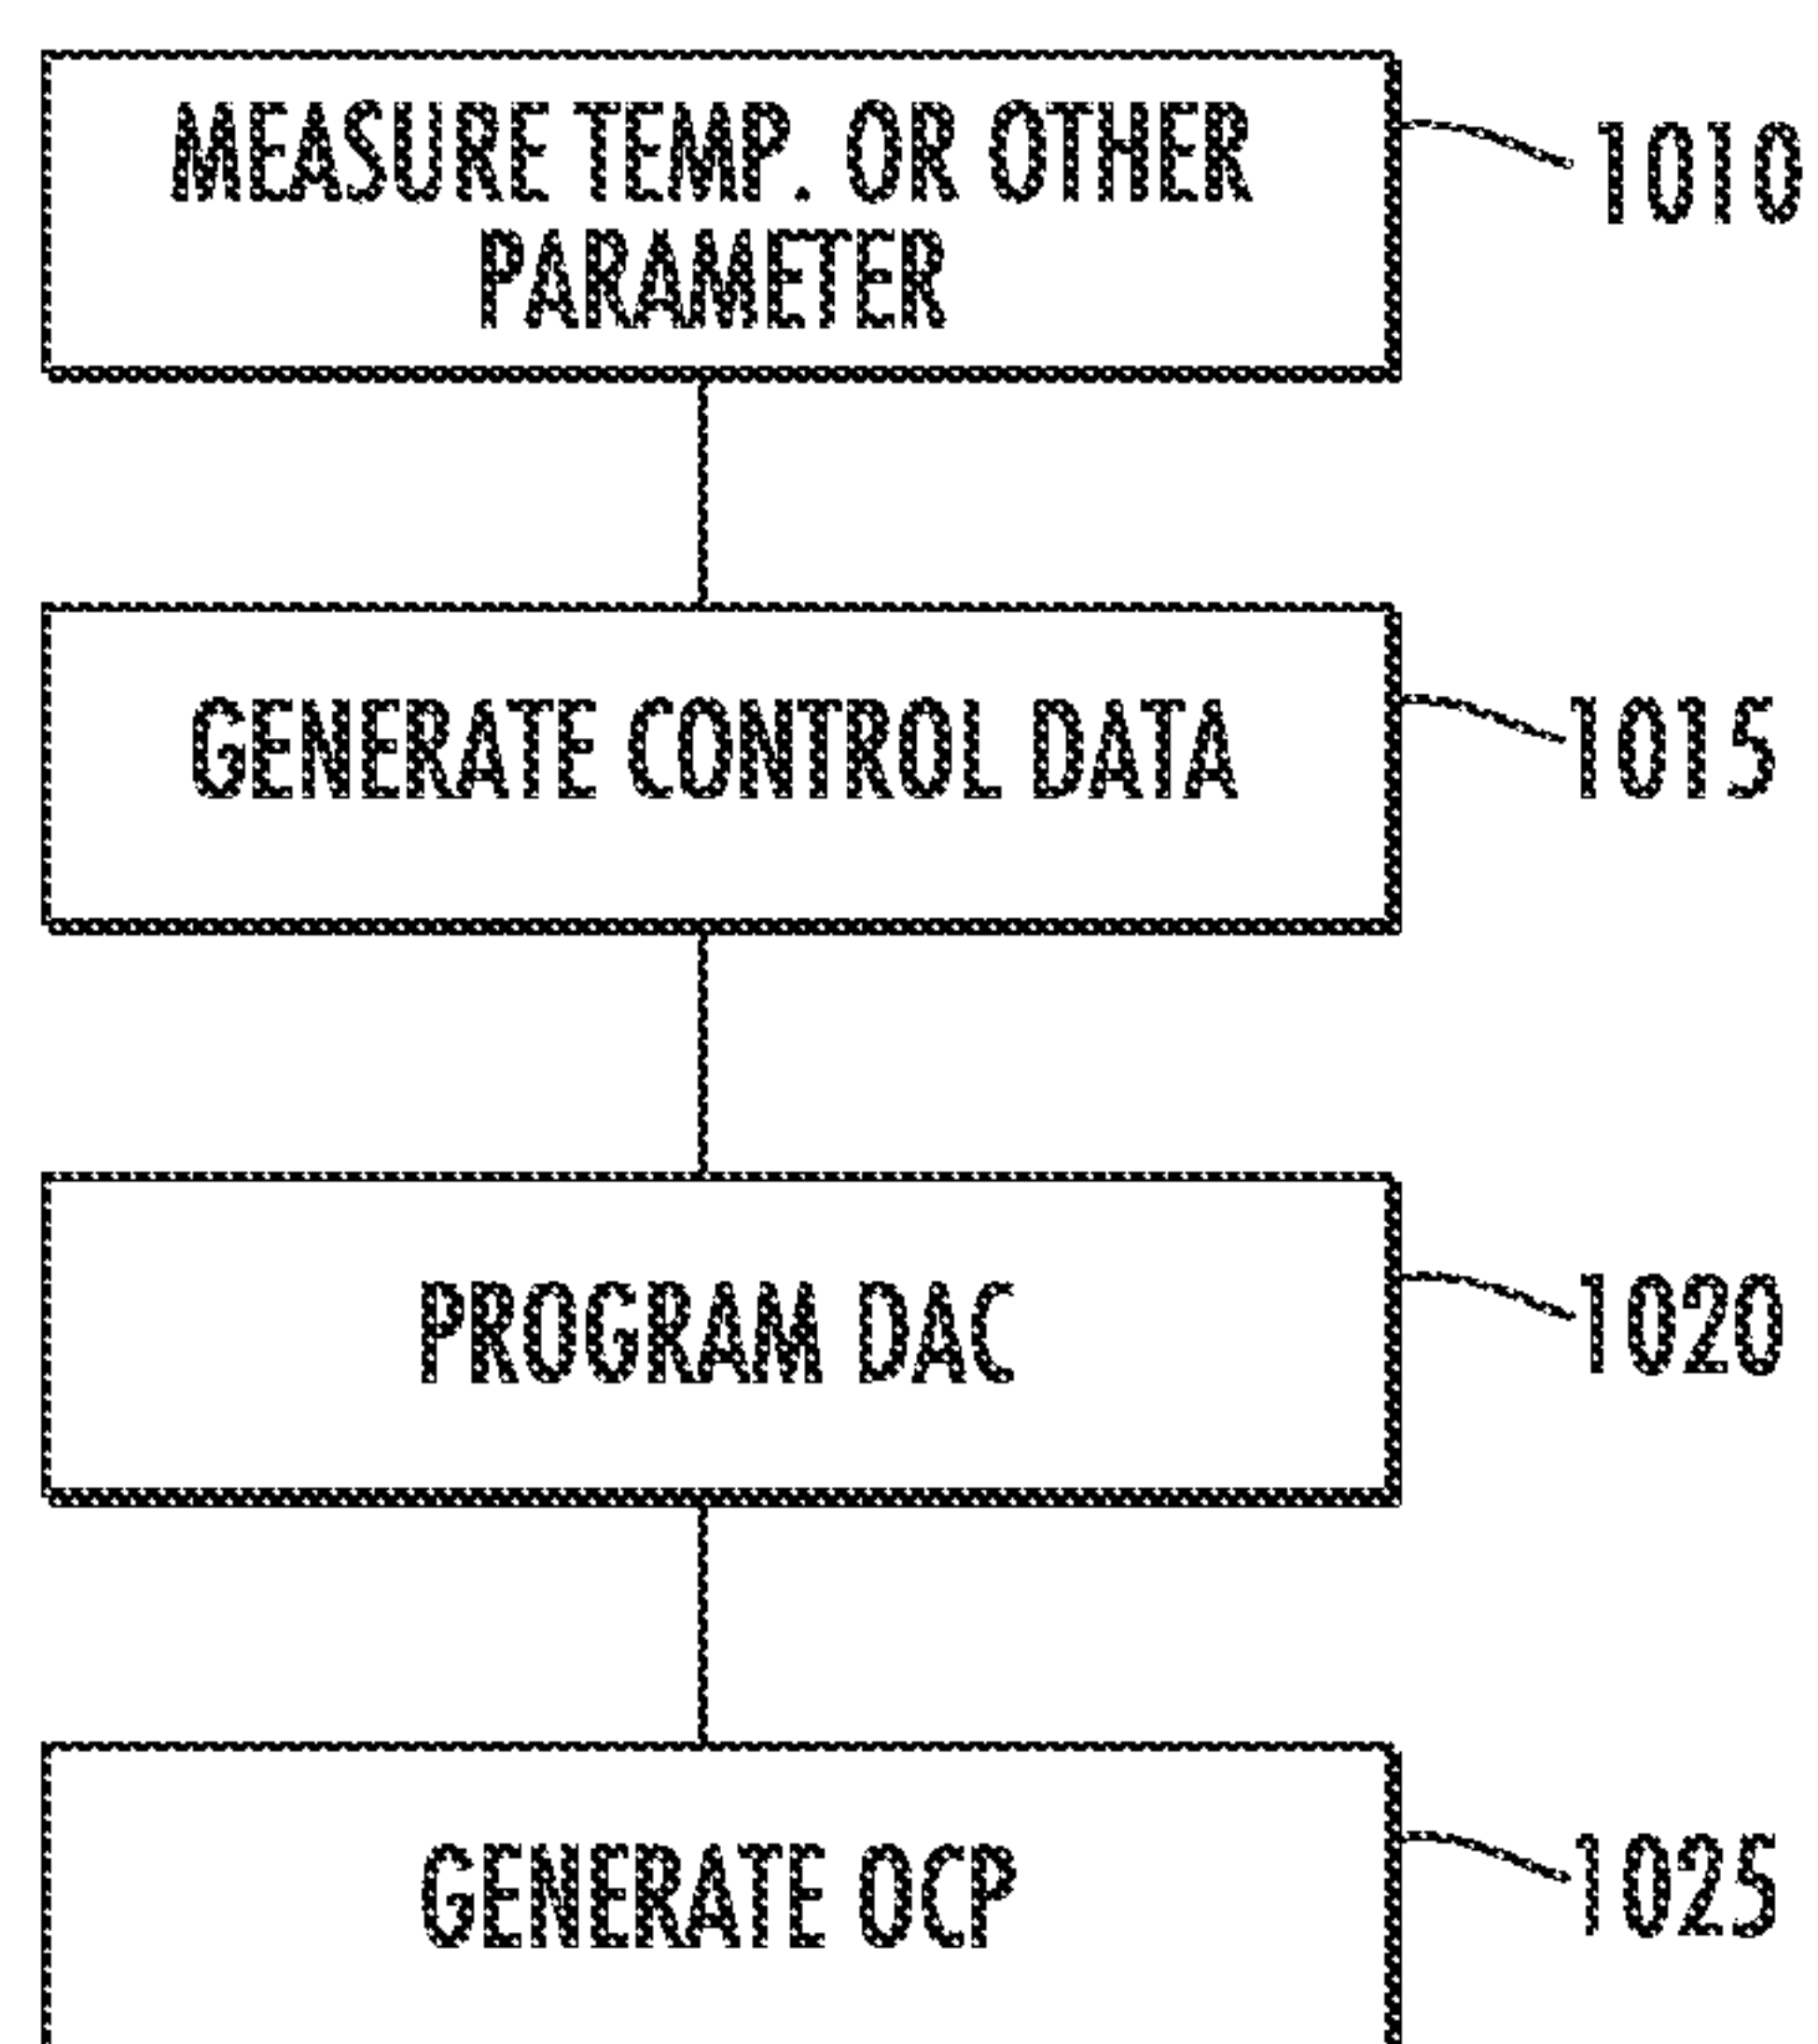 MEASURE TEMP. OR OTHER
PARAMETER
1010
GENERATE CONTROL DATA
1015
PROGRAM DAC
1020
GENERATE OCP
1025